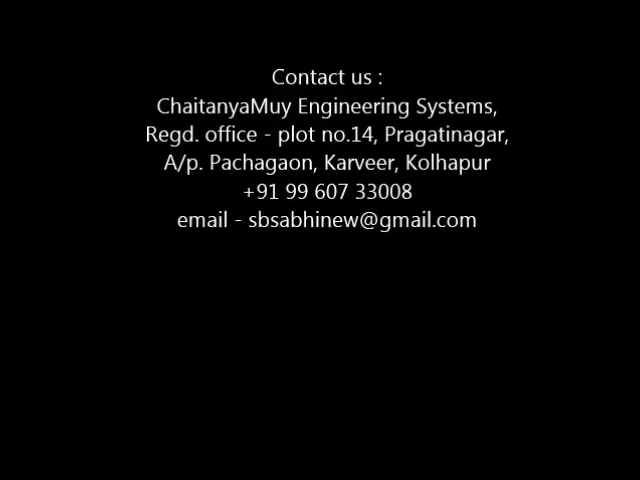 Contact us :
ChaitanyaMuy Engineering Systems,
Regd. office - plot no.14, Pragatinagar,
A/p. Pachagaon, Karveer, Kolhapur
+91 99 607 33008
email - sbsabhinew@gmail.com